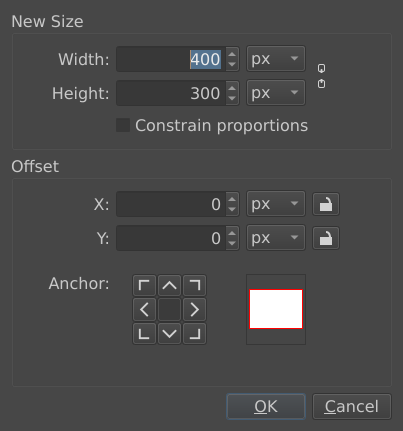 New Size
Width: 400 px
Height: 300 px
Constrain proportions
Offset
X: 0 px
Y: 0 px
Anchor:
OK Cancel